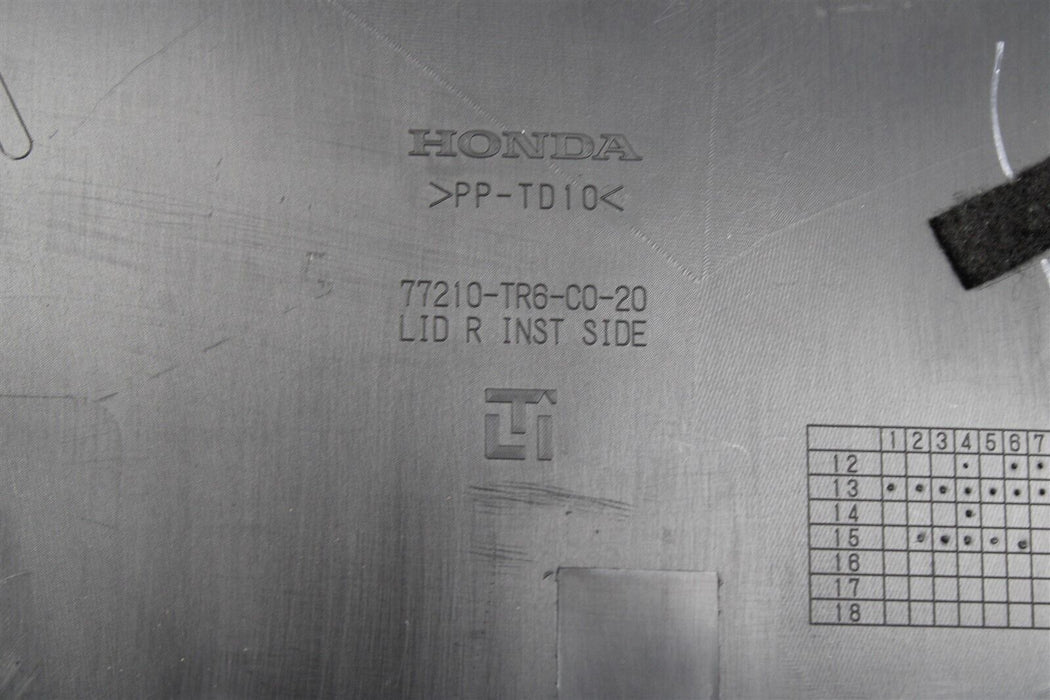 HONDA
>PP-TD10<
77210-TR6-C0-20
LID R INST SIDE
LTI
1 2 3 4 5 6 7
12
13
14
15
16
17
18